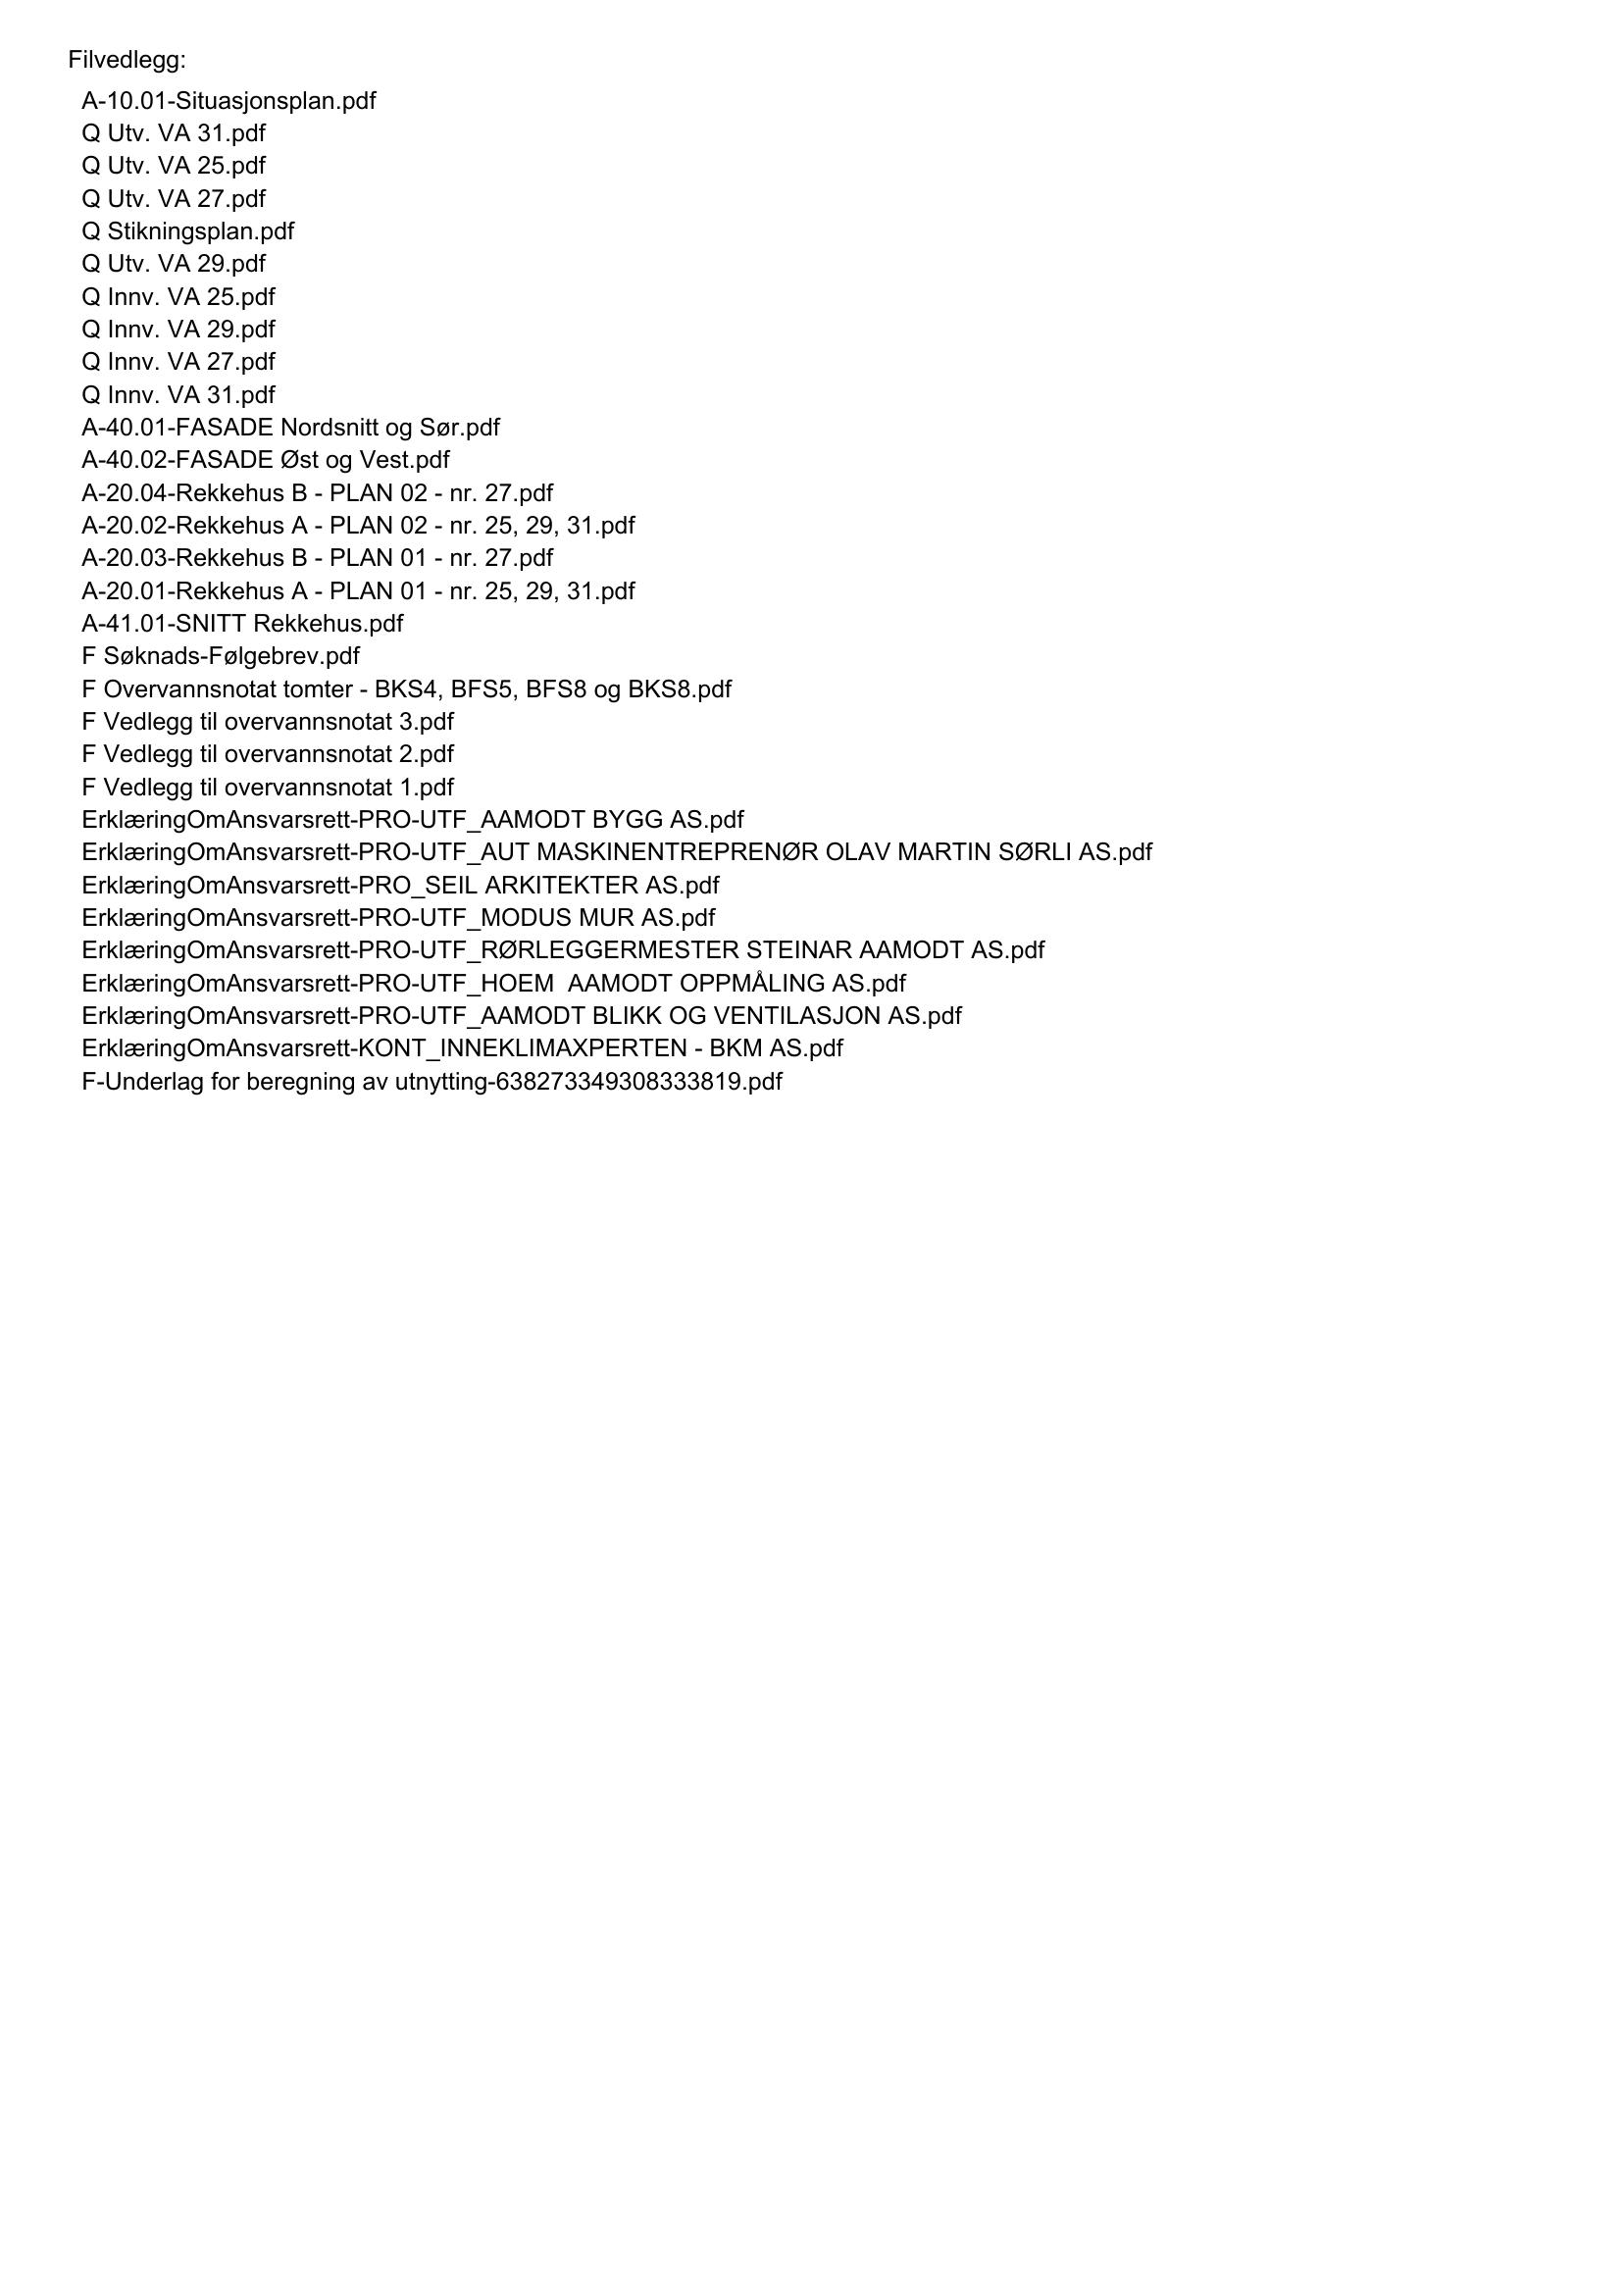 Filvedlegg:
A-10.01-Situasjonsplan.pdf
Q Utv. VA 31.pdf
Q Utv. VA 25.pdf
Q Utv. VA 27.pdf
Q Stikningsplan.pdf
Q Utv. VA 29.pdf
Q Innv. VA 25.pdf
Q Innv. VA 29.pdf
Q Innv. VA 27.pdf
Q Innv. VA 31.pdf
A-40.01-FASADE Nordsnitt og Sør.pdf
A-40.02-FASADE Øst og Vest.pdf
A-20.04-Rekkehus B - PLAN 02 - nr. 27.pdf
A-20.02-Rekkehus A - PLAN 02 - nr. 25, 29, 31.pdf
A-20.03-Rekkehus B - PLAN 01 - nr. 27.pdf
A-20.01-Rekkehus A - PLAN 01 - nr. 25, 29, 31.pdf
A-41.01-SNITT Rekkehus.pdf
F Søknads-Følgebrev.pdf
F Overvannsnotat tomter - BKS4, BFS5, BFS8 og BKS8.pdf
F Vedlegg til overvannsnotat 3.pdf
F Vedlegg til overvannsnotat 2.pdf
F Vedlegg til overvannsnotat 1.pdf
ErklæringOmAnsvarsrett-PRO-UTF_AAMODT BYGG AS.pdf
ErklæringOmAnsvarsrett-PRO-UTF_AUT MASKINENTREPRENØR OLAV MARTIN SØRLI AS.pdf
ErklæringOmAnsvarsrett-PRO_SEIL ARKITEKTER AS.pdf
ErklæringOmAnsvarsrett-PRO-UTF_MODUS MUR AS.pdf
ErklæringOmAnsvarsrett-PRO-UTF_RØRLEGGERMESTER STEINAR AAMODT AS.pdf
ErklæringOmAnsvarsrett-PRO-UTF_HOEM  AAMODT OPPMÅLING AS.pdf
ErklæringOmAnsvarsrett-PRO-UTF_AAMODT BLIKK OG VENTILASJON AS.pdf
ErklæringOmAnsvarsrett-KONT_INNEKLIMAXPERTEN - BKM AS.pdf
F-Underlag for beregning av utnytting-638273349308333819.pdf